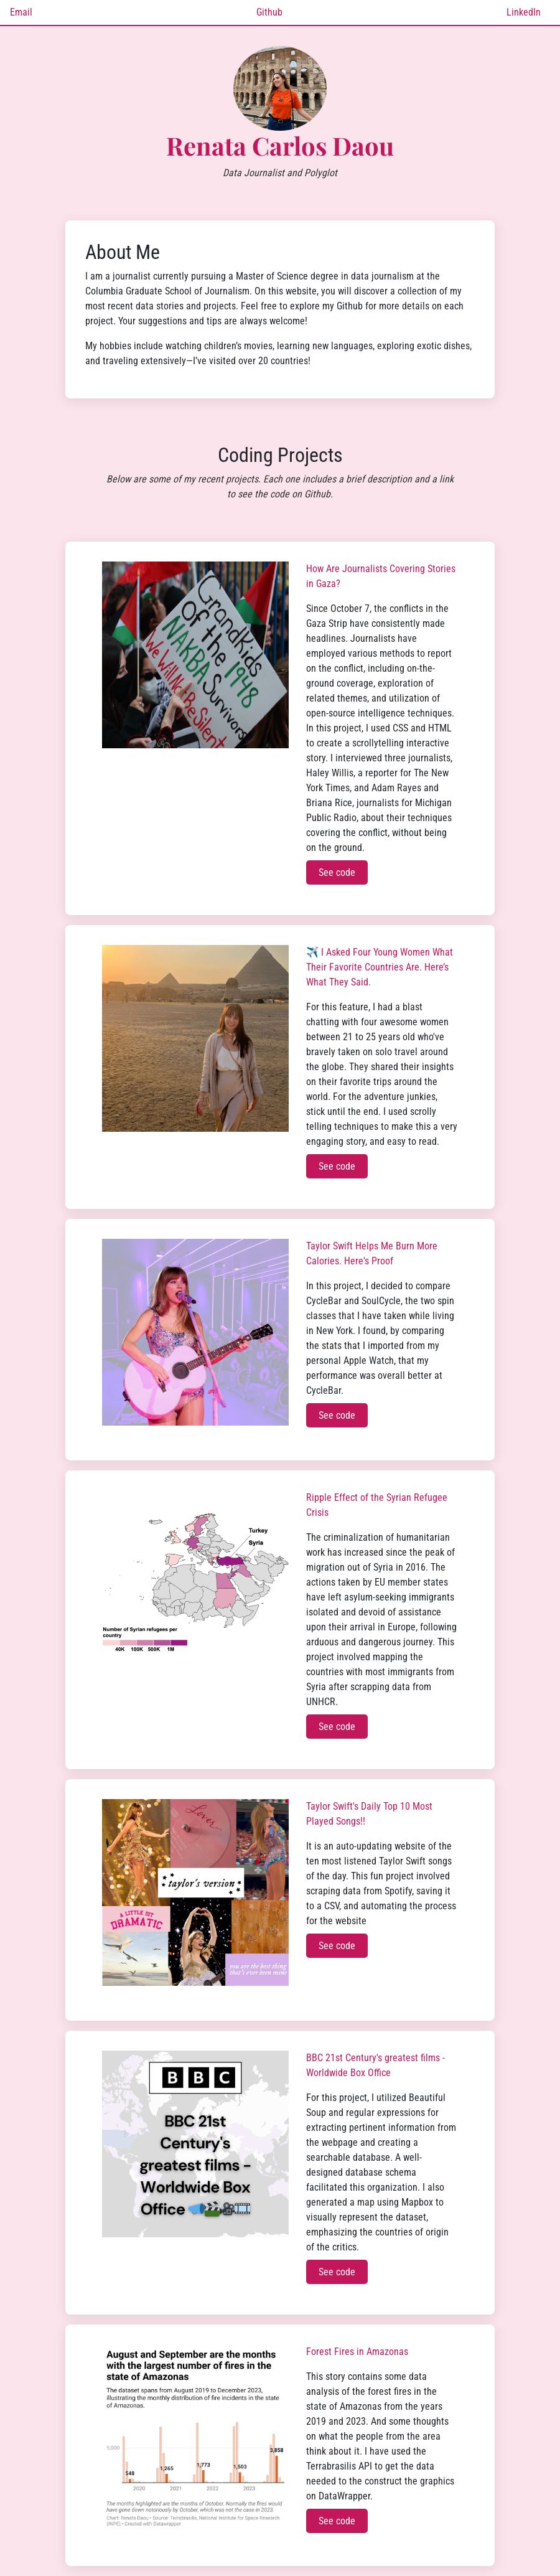 Email
Github
LinkedIn
Renata Carlos Daou
Data Journalist and Polyglot
About Me
I am a journalist currently pursuing a Master of Science degree in data journalism at the
Columbia Graduate School of Journalism. On this website, you will discover a collection of my
most recent data stories and projects. Feel free to explore my Github for more details on each
project. Your suggestions and tips are always welcome!
My hobbies include watching children's movies, learning new languages, exploring exotic dishes,
and traveling extensively—I've visited over 20 countries!
Coding Projects
Below are some of my recent projects. Each one includes a brief description and a link
to see the code on Github.
Grandkids
of the 1948
NAKBA Survivors
We Will Not Be Silent
How Are Journalists Covering Stories
in Gaza?
Since October 7, the conflicts in the
Gaza Strip have consistently made
headlines. Journalists have
employed various methods to report
on the conflict, including on-the-
ground coverage, exploration of
related themes, and utilization of
open-source intelligence techniques.
In this project, I used CSS and HTML
to create a scrollytelling interactive
story. I interviewed three journalists,
Haley Willis, a reporter for The New
York Times, and Adam Rayes and
Briana Rice, journalists for Michigan
Public Radio, about their techniques
covering the conflict, without being
on the ground.
See code
✈️ I Asked Four Young Women What
Their Favorite Countries Are. Here's
What They Said.
For this feature, I had a blast
chatting with four awesome women
between 21 to 25 years old who've
bravely taken on solo travel around
the globe. They shared their insights
on their favorite trips around the
world. For the adventure junkies,
stick until the end. I used scrolly
telling techniques to make this a very
engaging story, and easy to read.
See code
Taylor Swift Helps Me Burn More
Calories. Here's Proof
In this project, I decided to compare
CycleBar and SoulCycle, the two spin
classes that I have taken while living
in New York. I found, by comparing
the stats that I imported from my
personal Apple Watch, that my
performance was overall better at
CycleBar.
See code
Turkey
Syria
Number of Syrian refugees per
country
40K 100K 500K 1M
Ripple Effect of the Syrian Refugee
Crisis
The criminalization of humanitarian
work has increased since the peak of
migration out of Syria in 2016. The
actions taken by EU member states
have left asylum-seeking immigrants
isolated and devoid of assistance
upon their arrival in Europe, following
arduous and dangerous journey. This
project involved mapping the
countries with most immigrants from
Syria after scrapping data from
UNHCR.
See code
Lover
taylor's version
A LITTLE BIT
DRAMATIC
you are the best thing
that's ever been mine
Taylor Swift's Daily Top 10 Most
Played Songs!!
It is an auto-updating website of the
ten most listened Taylor Swift songs
of the day. This fun project involved
scraping data from Spotify, saving it
to a CSV, and automating the process
for the website
See code
BBC
BBC 21st
Century's
greatest films -
Worldwide Box
Office
BBC 21st Century's greatest films -
Worldwide Box Office
For this project, I utilized Beautiful
Soup and regular expressions for
extracting pertinent information from
the webpage and creating a
searchable database. A well-
designed database schema
facilitated this organization. I also
generated a map using Mapbox to
visually represent the dataset,
emphasizing the countries of origin
of the critics.
See code
August and September are the months
with the largest number of fires in the
state of Amazonas
The dataset spans from August 2019 to December 2023,
illustrating the monthly distribution of fire incidents in the state
of Amazonas.
5,000
548
1,265
1,773
1,503
3,858
2020 2021 2022 2023
The months highlighted are the months of October. Normally the fires would
have gone down notoriously by October, which was not the case in 2023.
Chart: Renata Daou • Source: Terrabrasilis, National Institute for Space Research
(INPE) • Created with Datawrapper
Forest Fires in Amazonas
This story contains some data
analysis of the forest fires in the
state of Amazonas from the years
2019 and 2023. And some thoughts
on what the people from the area
think about it. I have used the
Terrabrasilis API to get the data
needed to construct the graphics
on DataWrapper.
See code